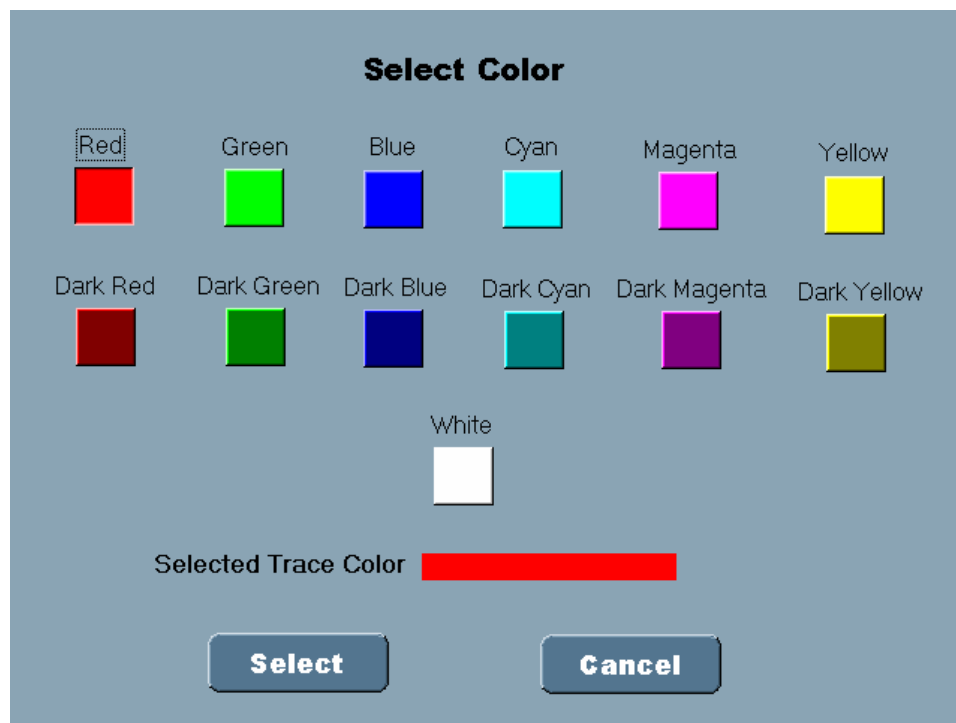 Select Color
Red Green Blue Cyan Magenta Yellow
Dark Red Dark Green Dark Blue Dark Cyan Dark Magenta Dark Yellow
White
Selected Trace Color
Select Cancel